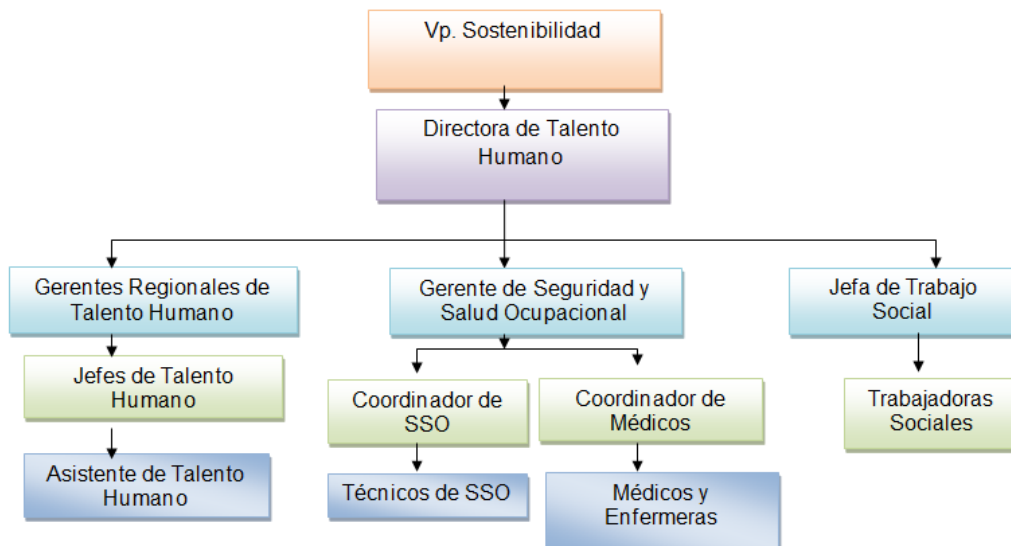 Vp. Sostenibilidad
Directora de Talento
Humano
Gerentes Regionales de
Talento Humano
Gerente de Seguridad y
Salud Ocupacional
Jefa de Trabajo
Social
Jefes de Talento
Humano
Coordinador de
SSO
Coordinador de
Médicos
Trabajadoras
Sociales
Asistente de Talento
Humano
Técnicos de SSO
Médicos y
Enfermeras